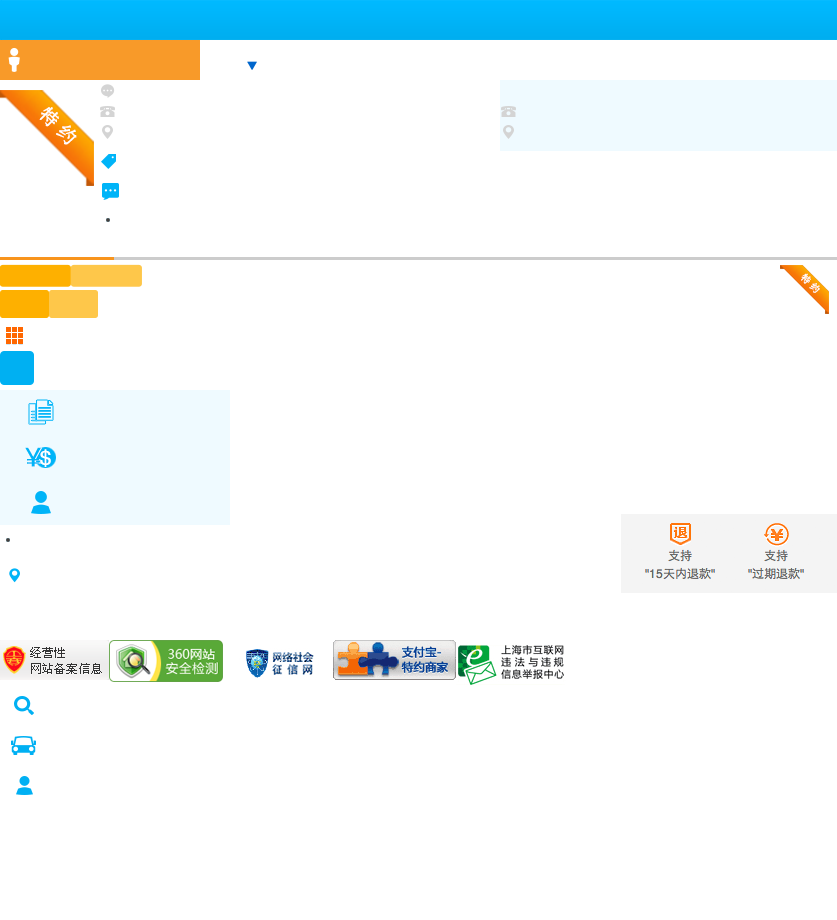 特约
特约
退
支持
支持
"15天内退款"
"过期退款"
经营性
网站备案信息
360网站
安全检测
网络社会
征信网
支付宝-
特约商家
上海市互联网
违法与违规
信息举报中心